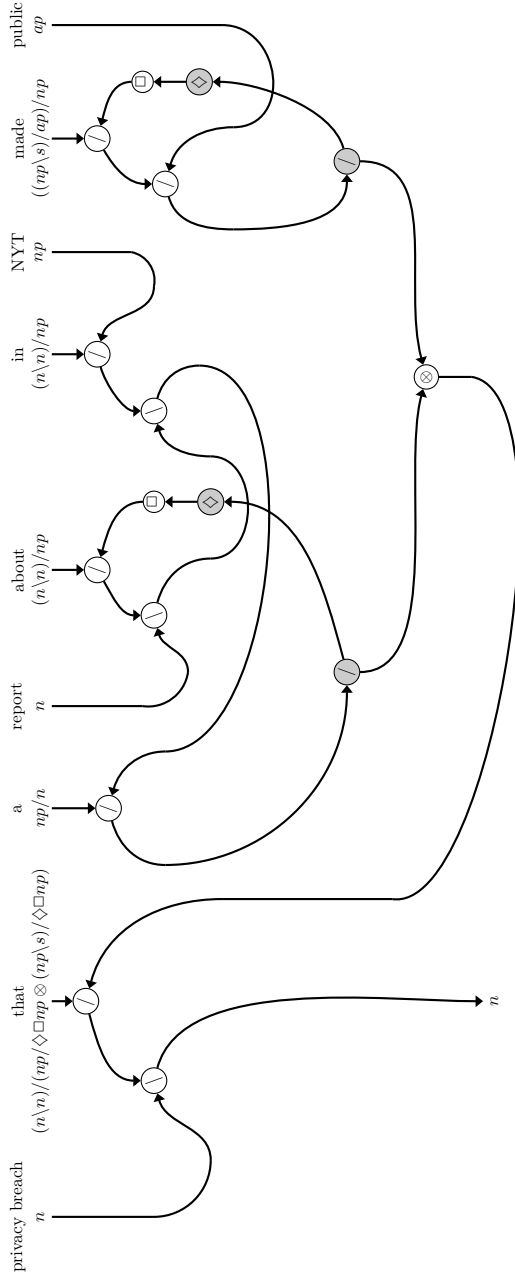 privacy breach
n
that
(n\n)/(np/◇□np ⊗ (np\s)/◇□np)
a
np/n
report
n
about
(n\n)/np
in
(n\n)/np
NYT
np
made
((np\s)/ap)/np
public
ap
/
\
/
/
\
◇
□
/
\
/
/
◇
□
/
⊗
n